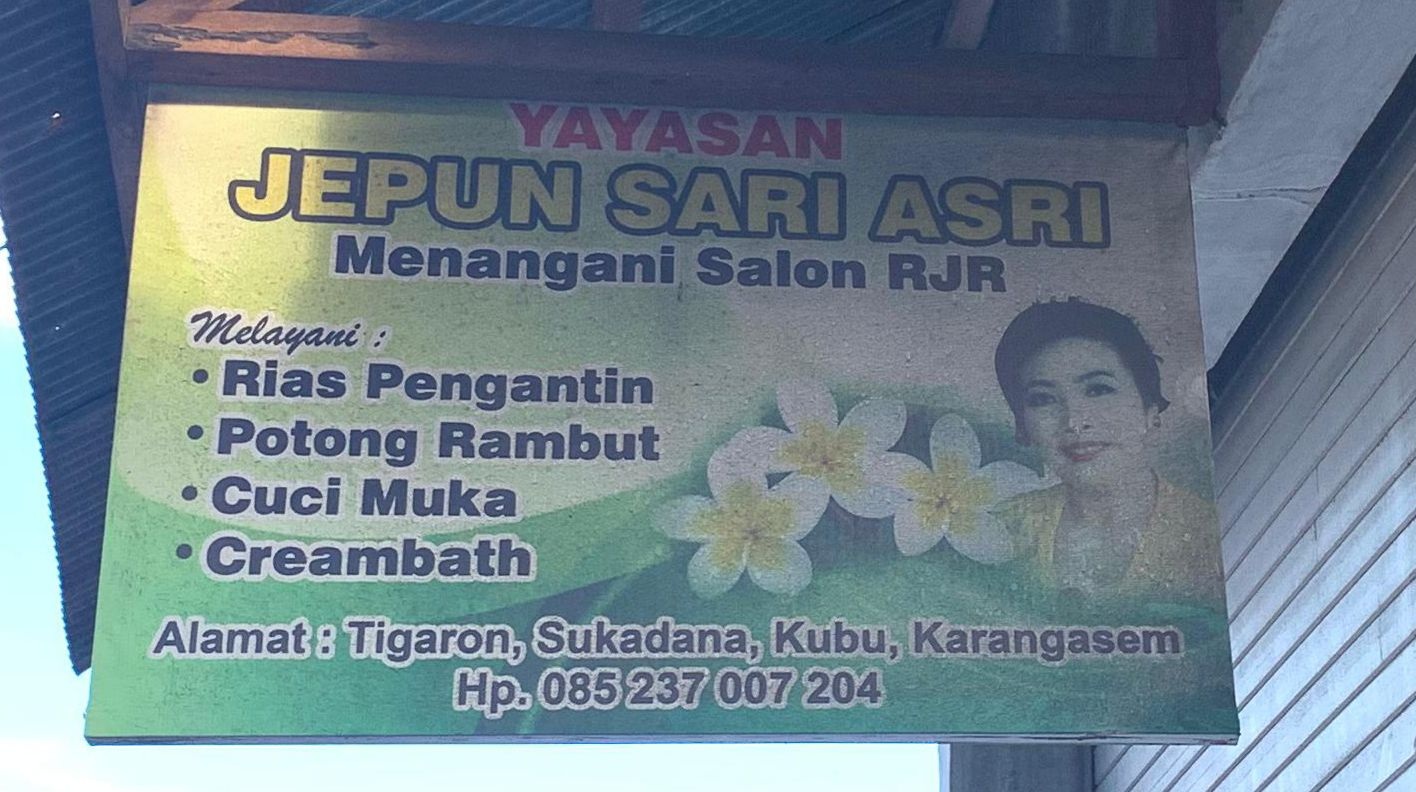 YAYASAN
JEPUN SARI ASRI
Menangani Salon RJR
Melayani :
• Rias Pengantin
• Potong Rambut
• Cuci Muka
• Creambath
Alamat : Tigaron, Sukadana, Kubu, Karangasem
Hp. 085 237 007 204